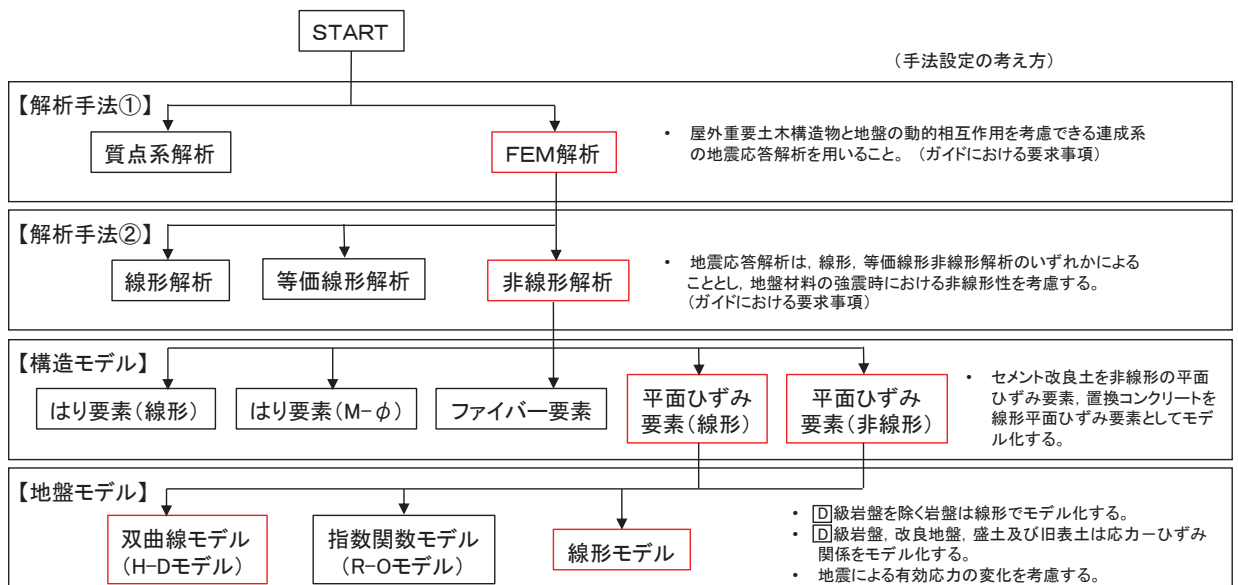 START
（手法設定の考え方）
【解析手法①】
質点系解析
FEM解析
・ 屋外重要土木構造物と地盤の動的相互作用を考慮できる連成系
の地震応答解析を用いること。（ガイドにおける要求事項）
【解析手法②】
線形解析
等価線形解析
非線形解析
・ 地震応答解析は，線形，等価線形非線形解析のいずれかによる
こととし，地盤材料の強震時における非線形性を考慮する。
（ガイドにおける要求事項）
【構造モデル】
はり要素（線形）
はり要素（M-φ）
ファイバー要素
平面ひずみ
要素（線形）
平面ひずみ
要素（非線形）
・ セメント改良土を非線形の平面
ひずみ要素，置換コンクリートを
線形平面ひずみ要素としてモデ
ル化する。
【地盤モデル】
双曲線モデル
（H-Dモデル）
指数関数モデル
（R-Oモデル）
線形モデル
・ D級岩盤を除く岩盤は線形でモデル化する。
・ D級岩盤，改良地盤，盛土及び旧表土は応力－ひずみ
関係をモデル化する。
・ 地震による有効応力の変化を考慮する。